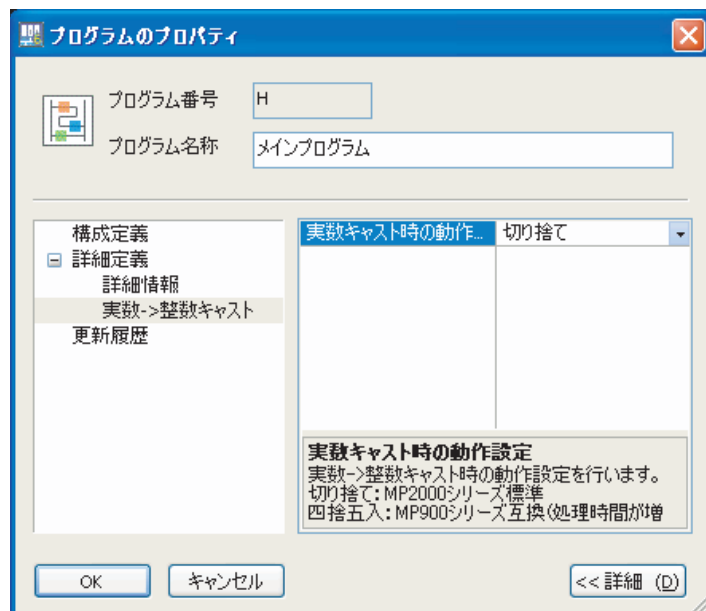 プログラムのプロパティ
プログラム番号 H
プログラム名称 メインプログラム
構成定義
詳細定義
詳細情報
実数->整数キャスト
更新履歴
実数キャスト時の動作... 切り捨て
実数キャスト時の動作設定
実数->整数キャスト時の動作設定を行います。
切り捨て:MP2000シリーズ標準
四捨五入:MP900シリーズ互換(処理時間が増
OK キャンセル << 詳細 (D)